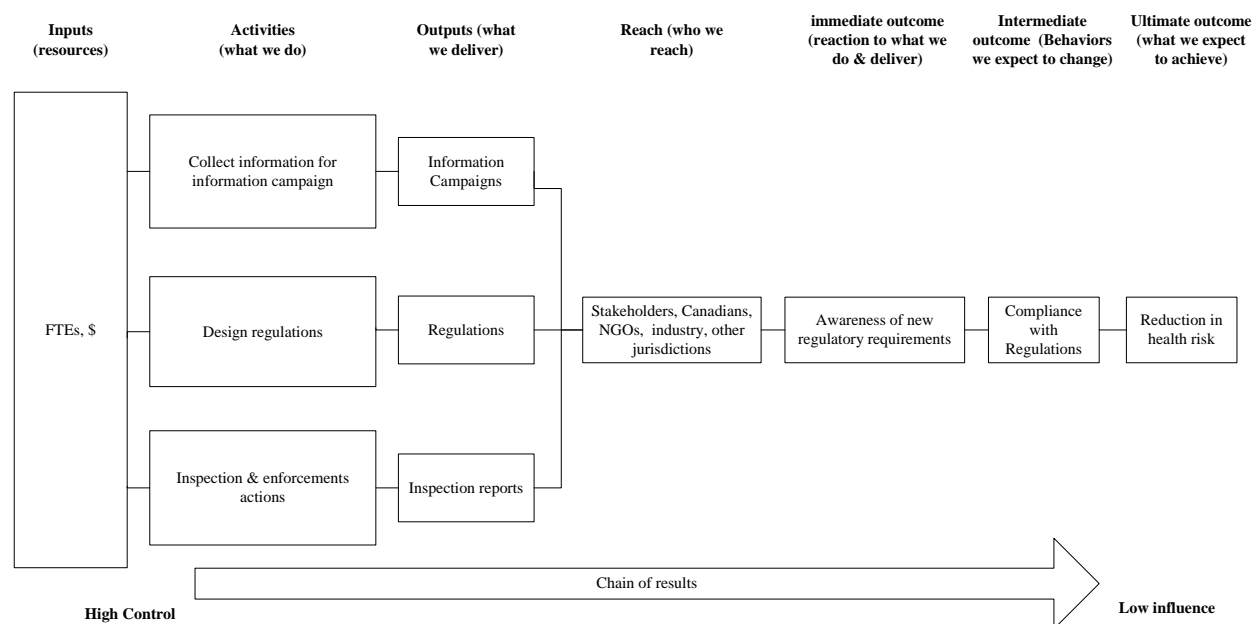 Inputs
(resources)
Activities
(what we do)
Outputs (what
we deliver)
Reach (who we
reach)
immediate outcome
(reaction to what we
do & deliver)
Intermediate
outcome  (Behaviors
we expect to change)
Ultimate outcome
(what we expect
to achieve)
FTEs, $
Collect information for
information campaign
Information
Campaigns
Design regulations
Regulations
Stakeholders, Canadians,
NGOs,  industry, other
jurisdictions
Awareness of new
regulatory requirements
Compliance
with
Regulations
Reduction in
health risk
Inspection & enforcements
actions
Inspection reports
Chain of results
High Control
Low influence